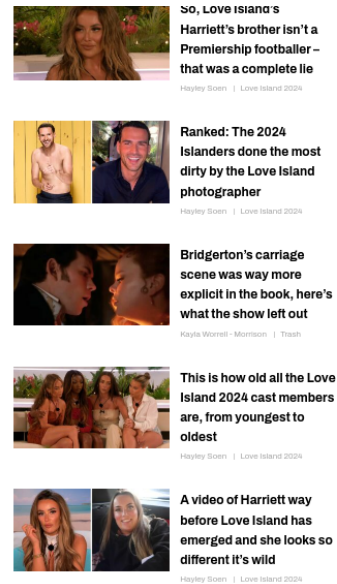 So, Love Island's
Harriett's brother isn't a
Premiership footballer –
that was a complete lie
Hayley Soen | Love Island 2024
Ranked: The 2024
Islanders done the most
dirty by the Love Island
photographer
Hayley Soen | Love Island 2024
Bridgerton's carriage
scene was way more
explicit in the book, here's
what the show left out
Kayla Worrell - Morrison | Trash
This is how old all the Love
Island 2024 cast members
are, from youngest to
oldest
Hayley Soen | Love Island 2024
A video of Harriett way
before Love Island has
emerged and she looks so
different it's wild
Hayley Soen | Love Island 2024